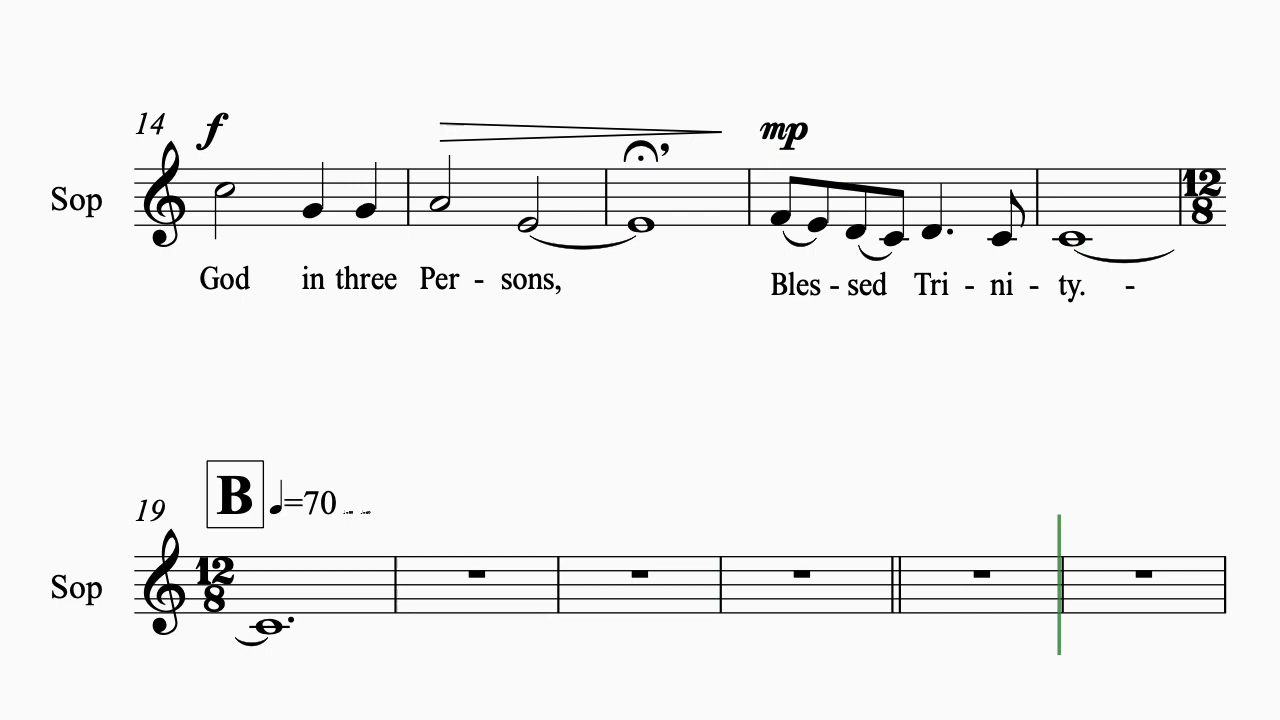 14 f mp
Sop 12 8
God in three Per - sons, Bles - sed Tri - ni - ty. -
B =70
19
Sop 12 8